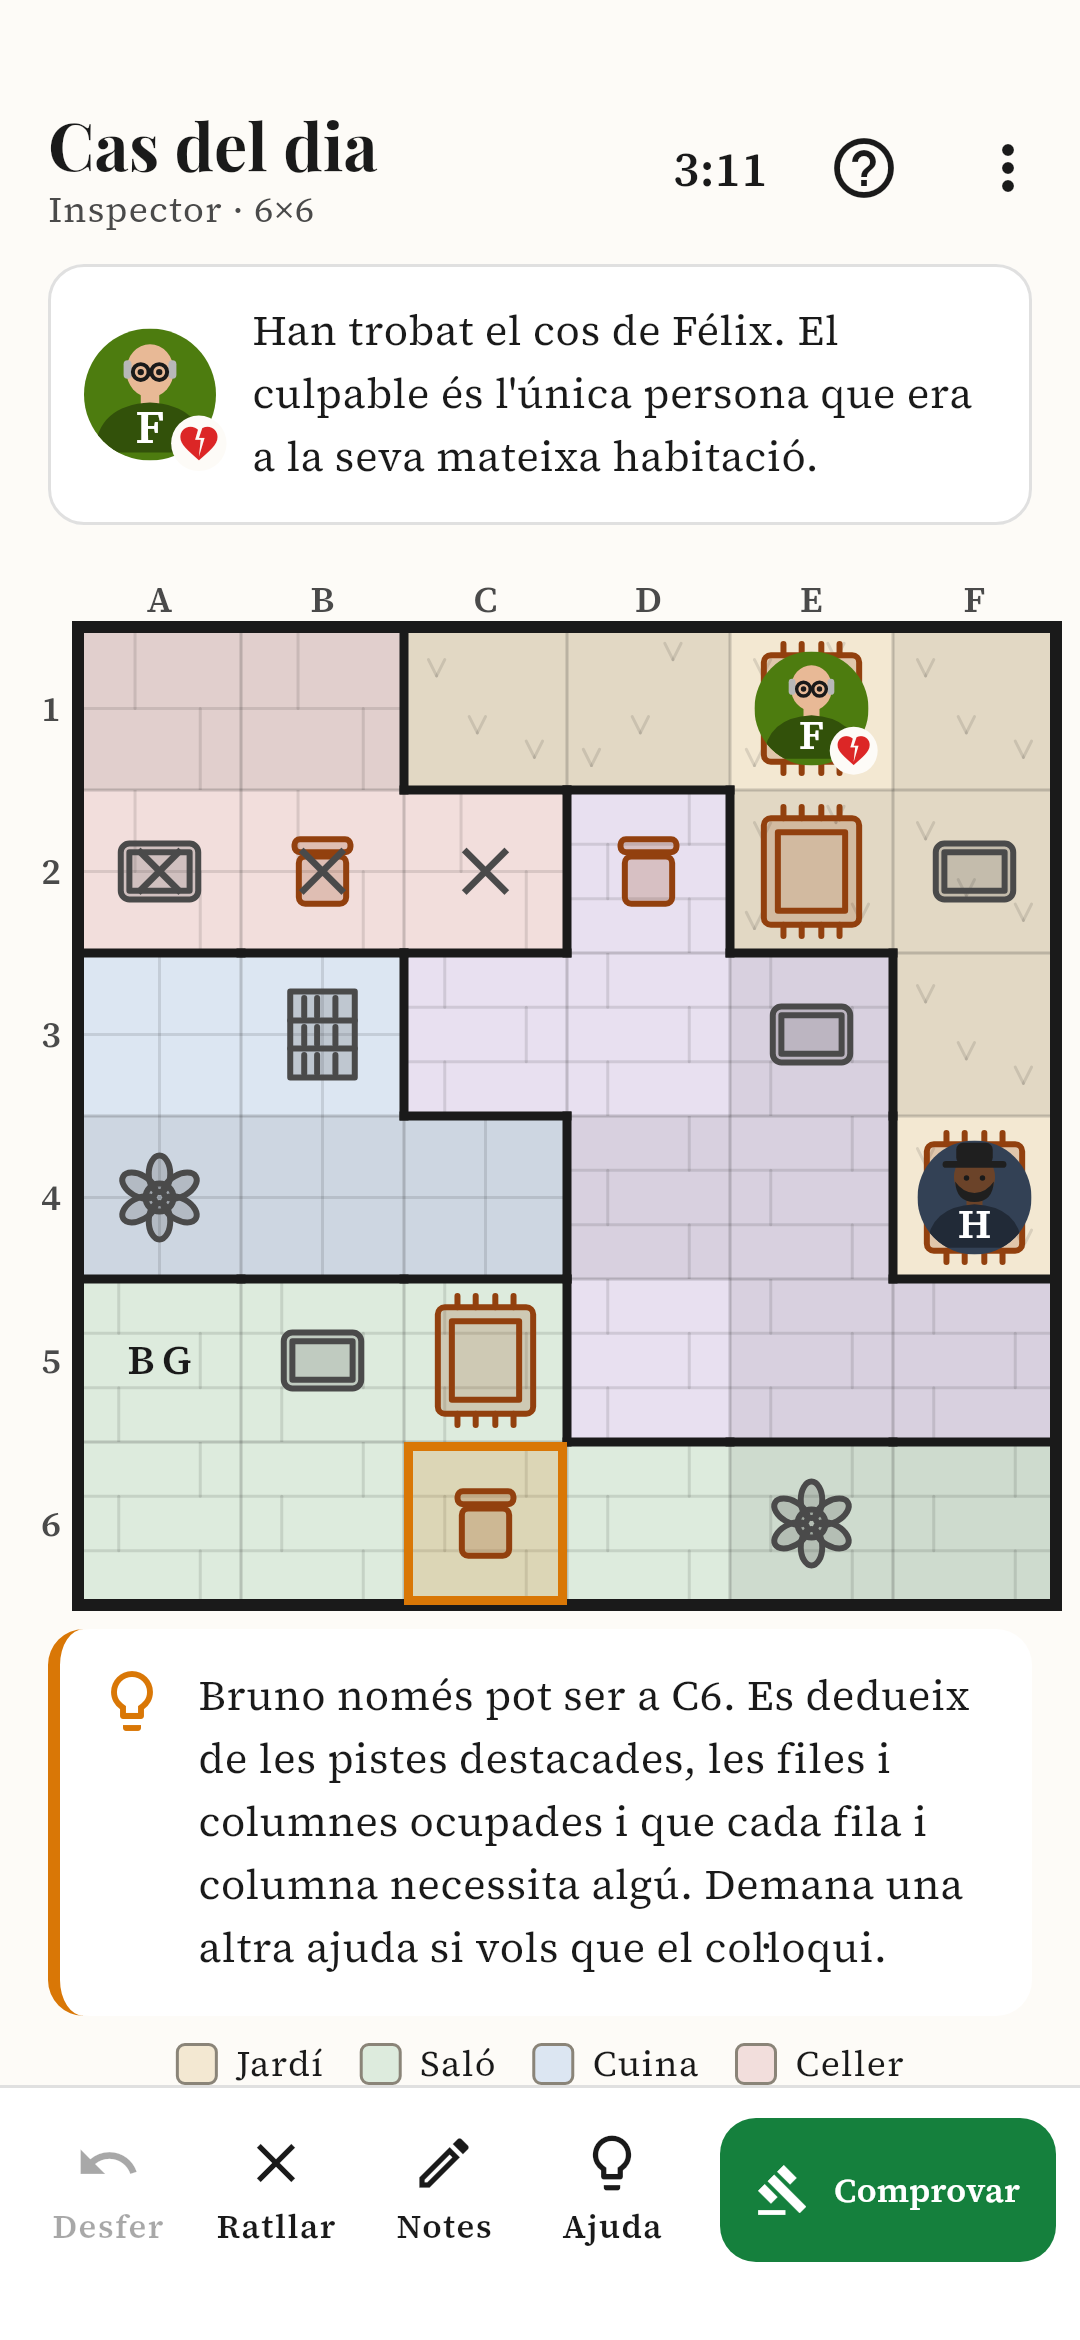 Cas del dia
Inspector · 6×6
3:11
Han trobat el cos de Félix. El
culpable és l'única persona que era
a la seva mateixa habitació.
F
A B C D E F
1
F
2
3
4
H
5
B G
6
Bruno només pot ser a C6. Es dedueix
de les pistes destacades, les files i
columnes ocupades i que cada fila i
columna necessita algú. Demana una
altra ajuda si vols que el col·loqui.
Jardí Saló Cuina Celler
Desfer Ratllar Notes Ajuda Comprovar